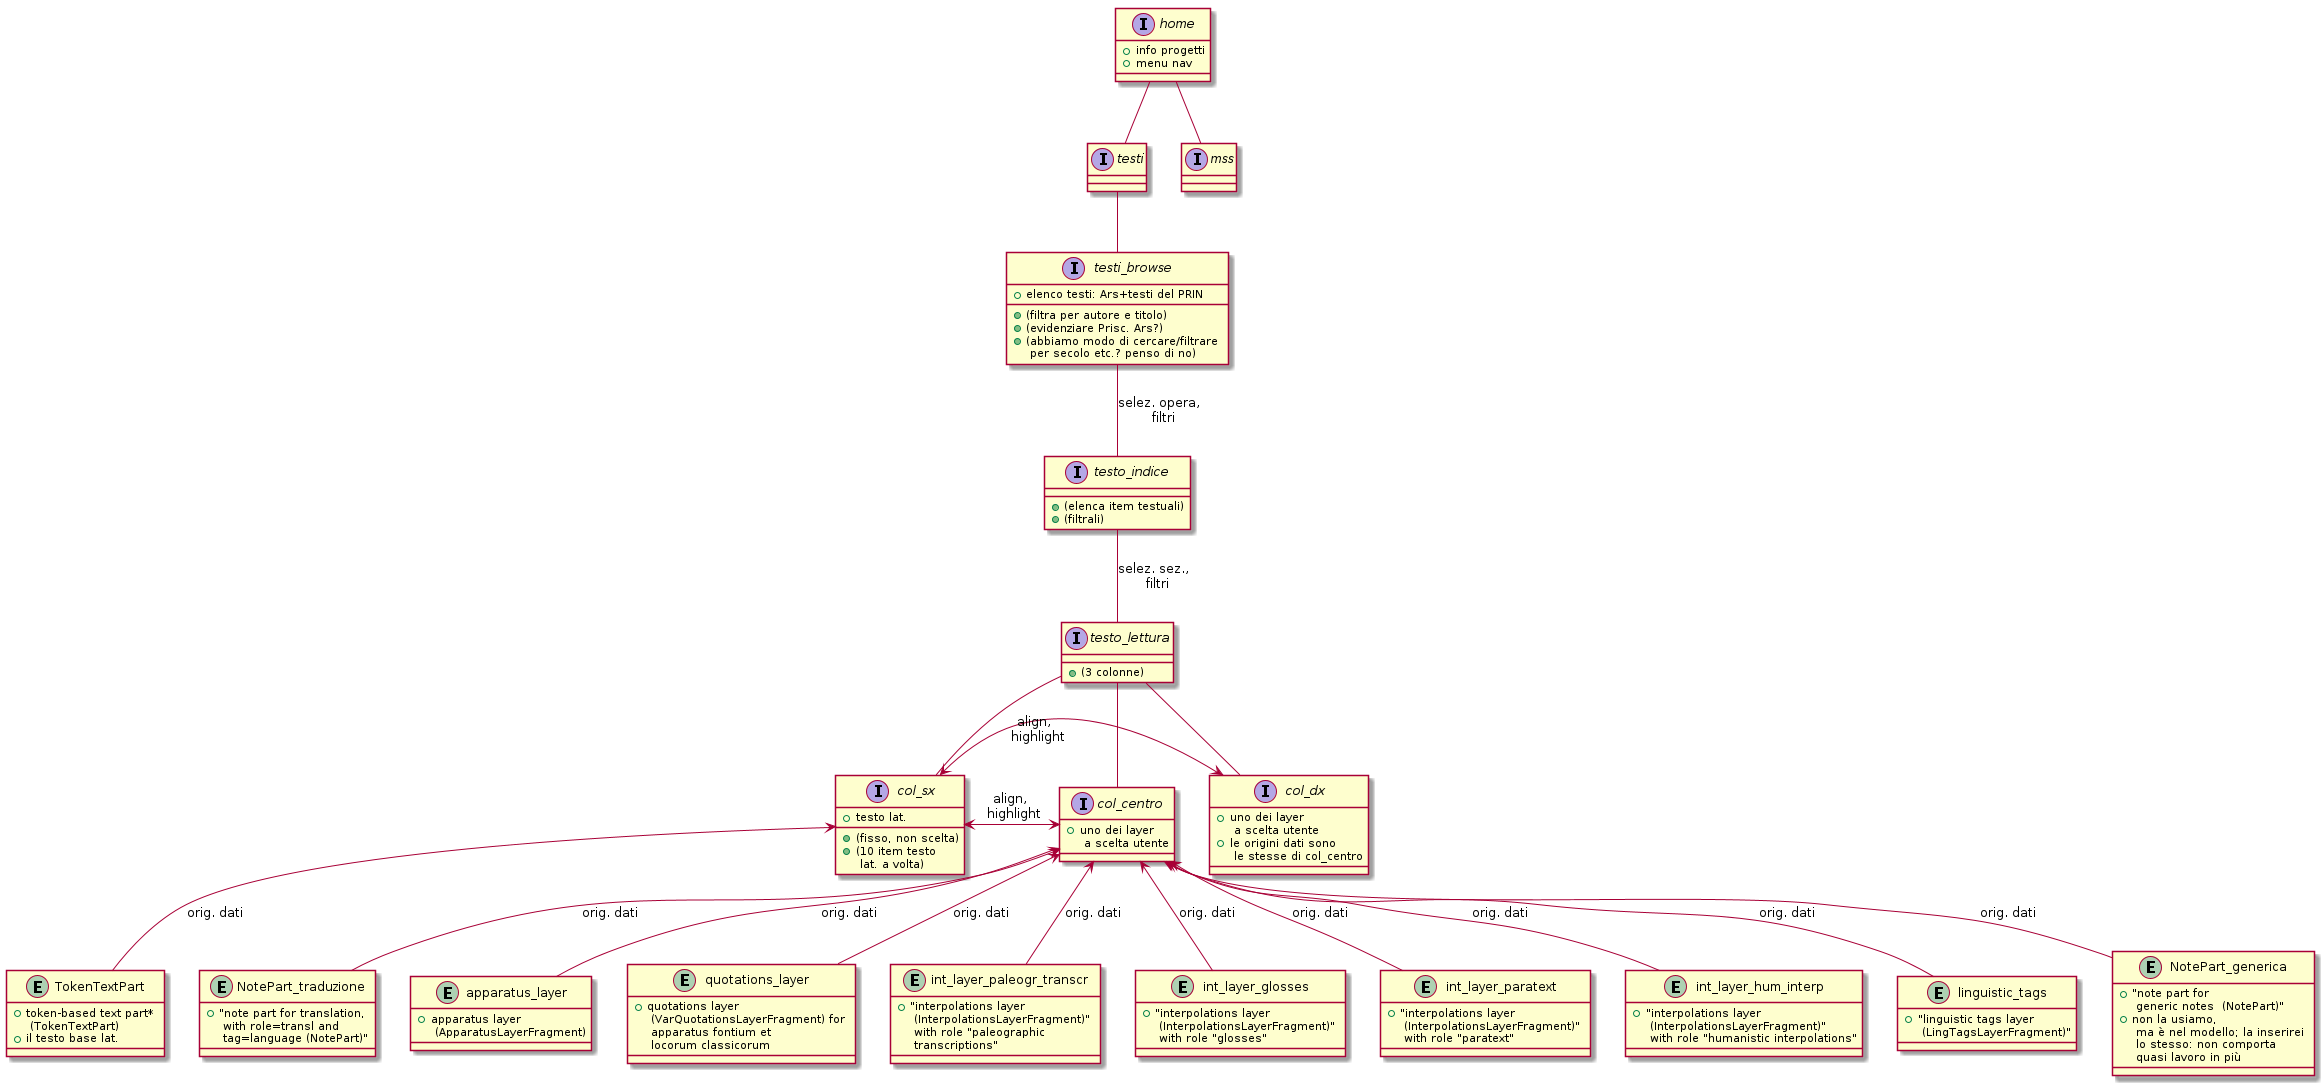 I home
info progetti
menu nav
I testi
I mss
I testi_browse
elenco testi: Ars+testi del PRIN
(filtra per autore e titolo)
(evidenziare Prisc. Ars?)
(abbiamo modo di cercare/filtrare
per secolo etc.? penso di no)
selez. opera,
filtri
I testo_indice
(elenca item testuali)
(filtrali)
selez. sez.,
filtri
I testo_lettura
(3 colonne)
align,
highlight
I col_sx
testo lat.
(fisso, non scelta)
(10 item testo
lat. a volta)
align,
highlight
I col_centro
uno dei layer
a scelta utente
I col_dx
uno dei layer
a scelta utente
le origini dati sono
le stesse di col_centro
orig. dati
orig. dati
orig. dati
orig. dati
orig. dati
orig. dati
orig. dati
orig. dati
orig. dati
orig. dati
E TokenTextPart
token-based text part*
(TokenTextPart)
il testo base lat.
E NotePart_traduzione
"note part for translation,
with role=transl and
tag=language (NotePart)"
E apparatus_layer
apparatus layer
(ApparatusLayerFragment)
E quotations_layer
quotations layer
(VarQuotationsLayerFragment) for
apparatus fontium et
locorum classicorum
E int_layer_paleogr_transcr
"interpolations layer
(InterpolationsLayerFragment)"
with role "paleographic
transcriptions"
E int_layer_glosses
"interpolations layer
(InterpolationsLayerFragment)"
with role "glosses"
E int_layer_paratext
"interpolations layer
(InterpolationsLayerFragment)"
with role "paratext"
E int_layer_hum_interp
"interpolations layer
(InterpolationsLayerFragment)"
with role "humanistic interpolations"
E linguistic_tags
"linguistic tags layer
(LingTagsLayerFragment)"
E NotePart_generica
"note part for
generic notes (NotePart)"
non la usiamo,
ma è nel modello; la inserirei
lo stesso: non comporta
quasi lavoro in più